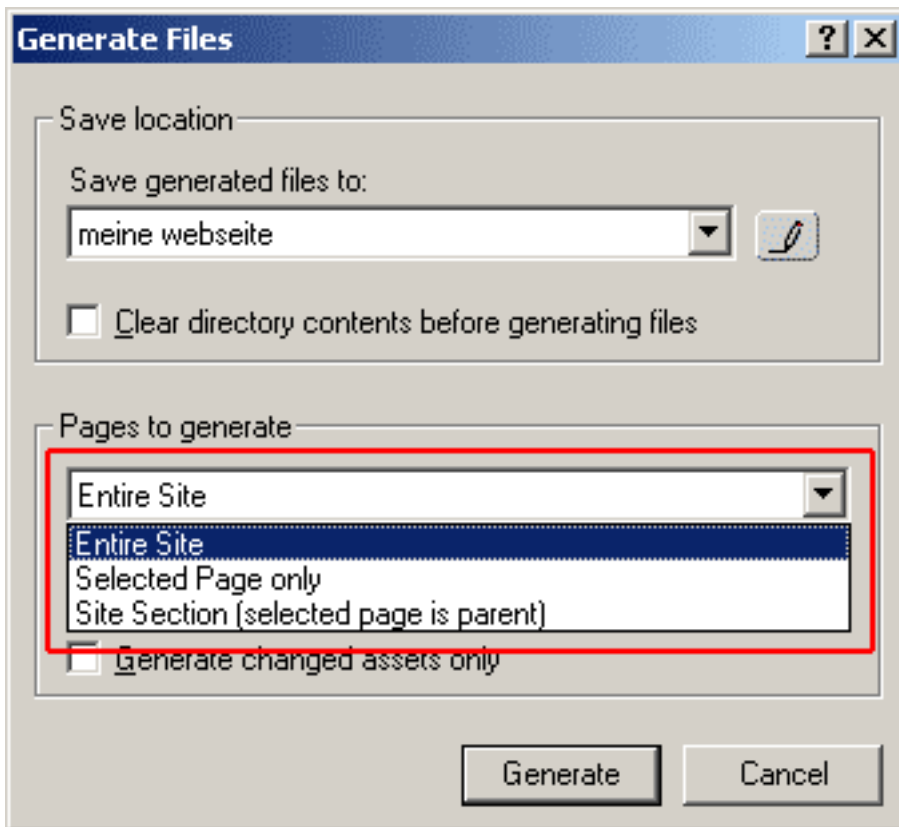 Generate Files
Save location
Save generated files to:
meine webseite
Clear directory contents before generating files
Pages to generate
Entire Site
Entire Site
Selected Page only
Site Section (selected page is parent)
Generate changed assets only
Generate Cancel